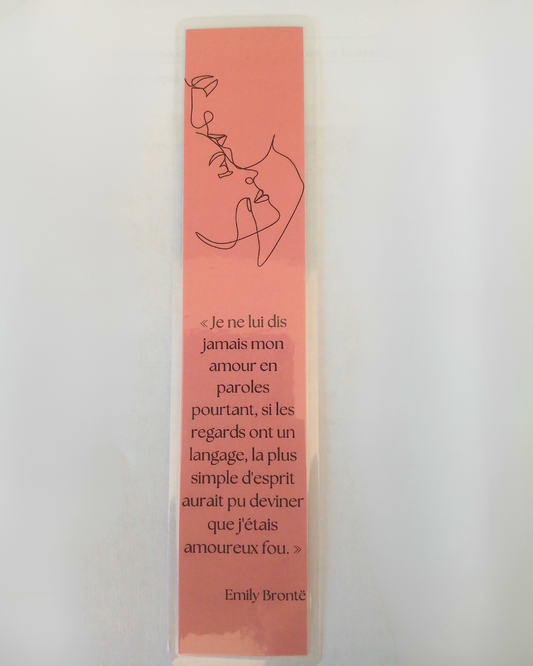 « Je ne lui dis
jamais mon
amour en
paroles
pourtant, si les
regards ont un
langage, la plus
simple d'esprit
aurait pu deviner
que j'étais
amoureux fou. »
Emily Brontë